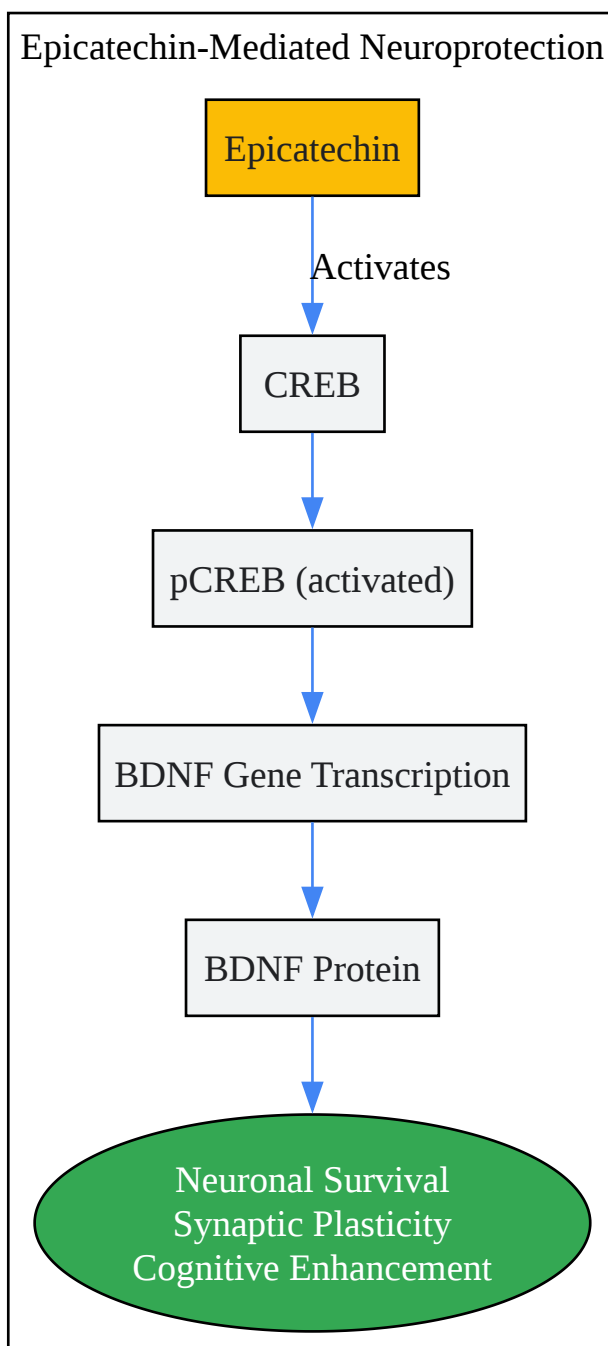 Epicatechin-Mediated Neuroprotection
Epicatechin
Activates
CREB
pCREB (activated)
BDNF Gene Transcription
BDNF Protein
Neuronal Survival
Synaptic Plasticity
Cognitive Enhancement